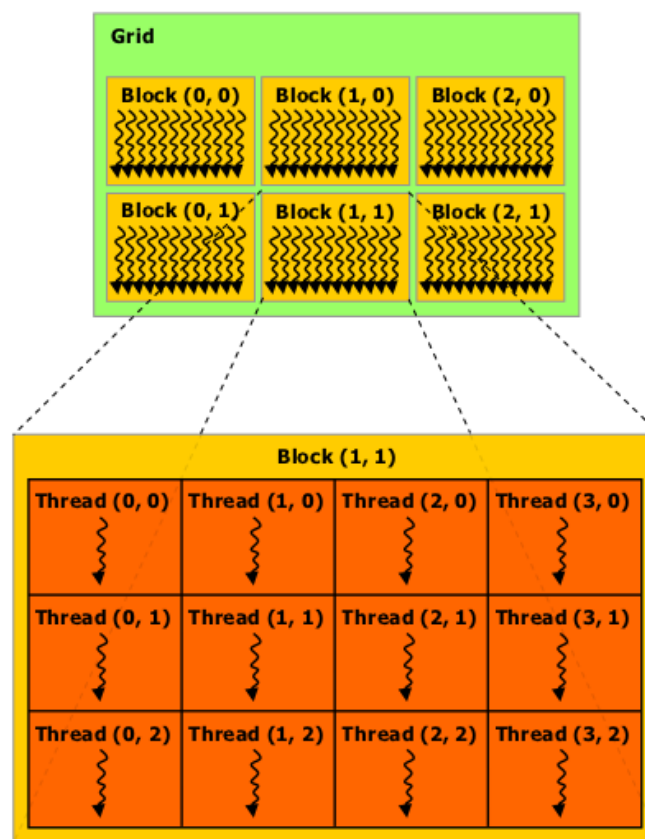 Grid
Block (0, 0) Block (1, 0) Block (2, 0)
Block (0, 1) Block (1, 1) Block (2, 1)
Block (1, 1)
Thread (0, 0) Thread (1, 0) Thread (2, 0) Thread (3, 0)
Thread (0, 1) Thread (1, 1) Thread (2, 1) Thread (3, 1)
Thread (0, 2) Thread (1, 2) Thread (2, 2) Thread (3, 2)